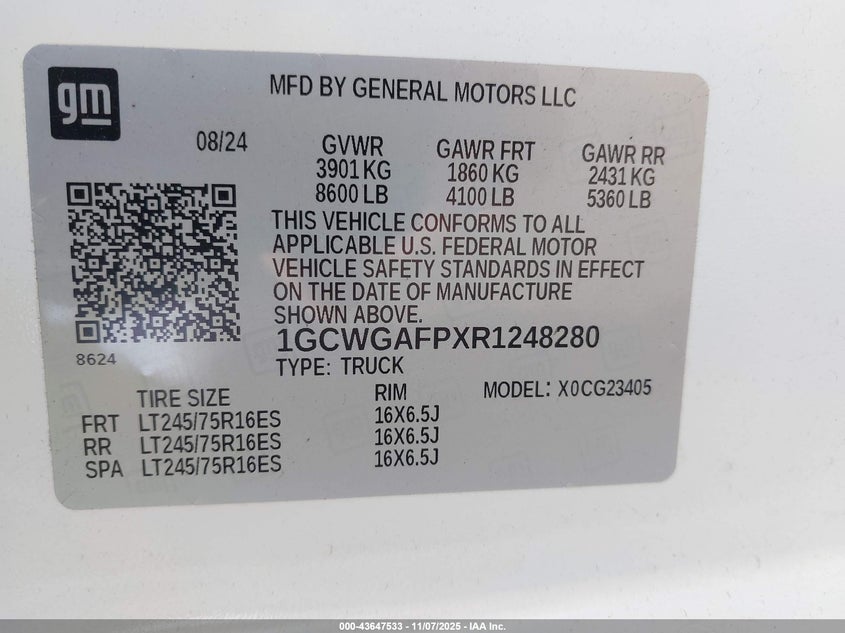 gm
MFD BY GENERAL MOTORS LLC
08/24
GVWR GAWR FRT GAWR RR
3901 KG 1860 KG 2431 KG
8600 LB 4100 LB 5360 LB
THIS VEHICLE CONFORMS TO ALL
APPLICABLE U.S. FEDERAL MOTOR
VEHICLE SAFETY STANDARDS IN EFFECT
ON THE DATE OF MANUFACTURE
SHOWN ABOVE.
8624
1GCWGAFPXR1248280
TYPE: TRUCK
TIRE SIZE RIM MODEL: X0CG23405
FRT LT245/75R16ES 16X6.5J
RR LT245/75R16ES 16X6.5J
SPA LT245/75R16ES 16X6.5J
000-43647533 - 11/07/2025 - IAA Inc.